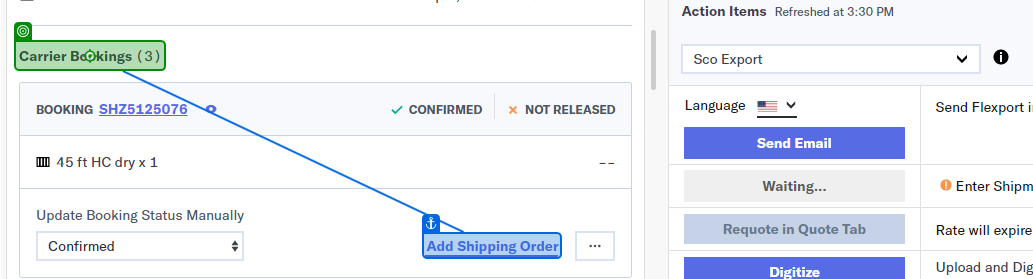 Carrier Bookings (3)
BOOKING SHZ5125076
CONFIRMED
NOT RELEASED
45 ft HC dry x 1
--
Update Booking Status Manually
Confirmed
Add Shipping Order
...
Action Items Refreshed at 3:30 PM
Sco Export
Language
Send Flexport i
Send Email
Waiting...
Enter Shipm
Requote in Quote Tab
Rate will expire
Digitize
Upload and Dig